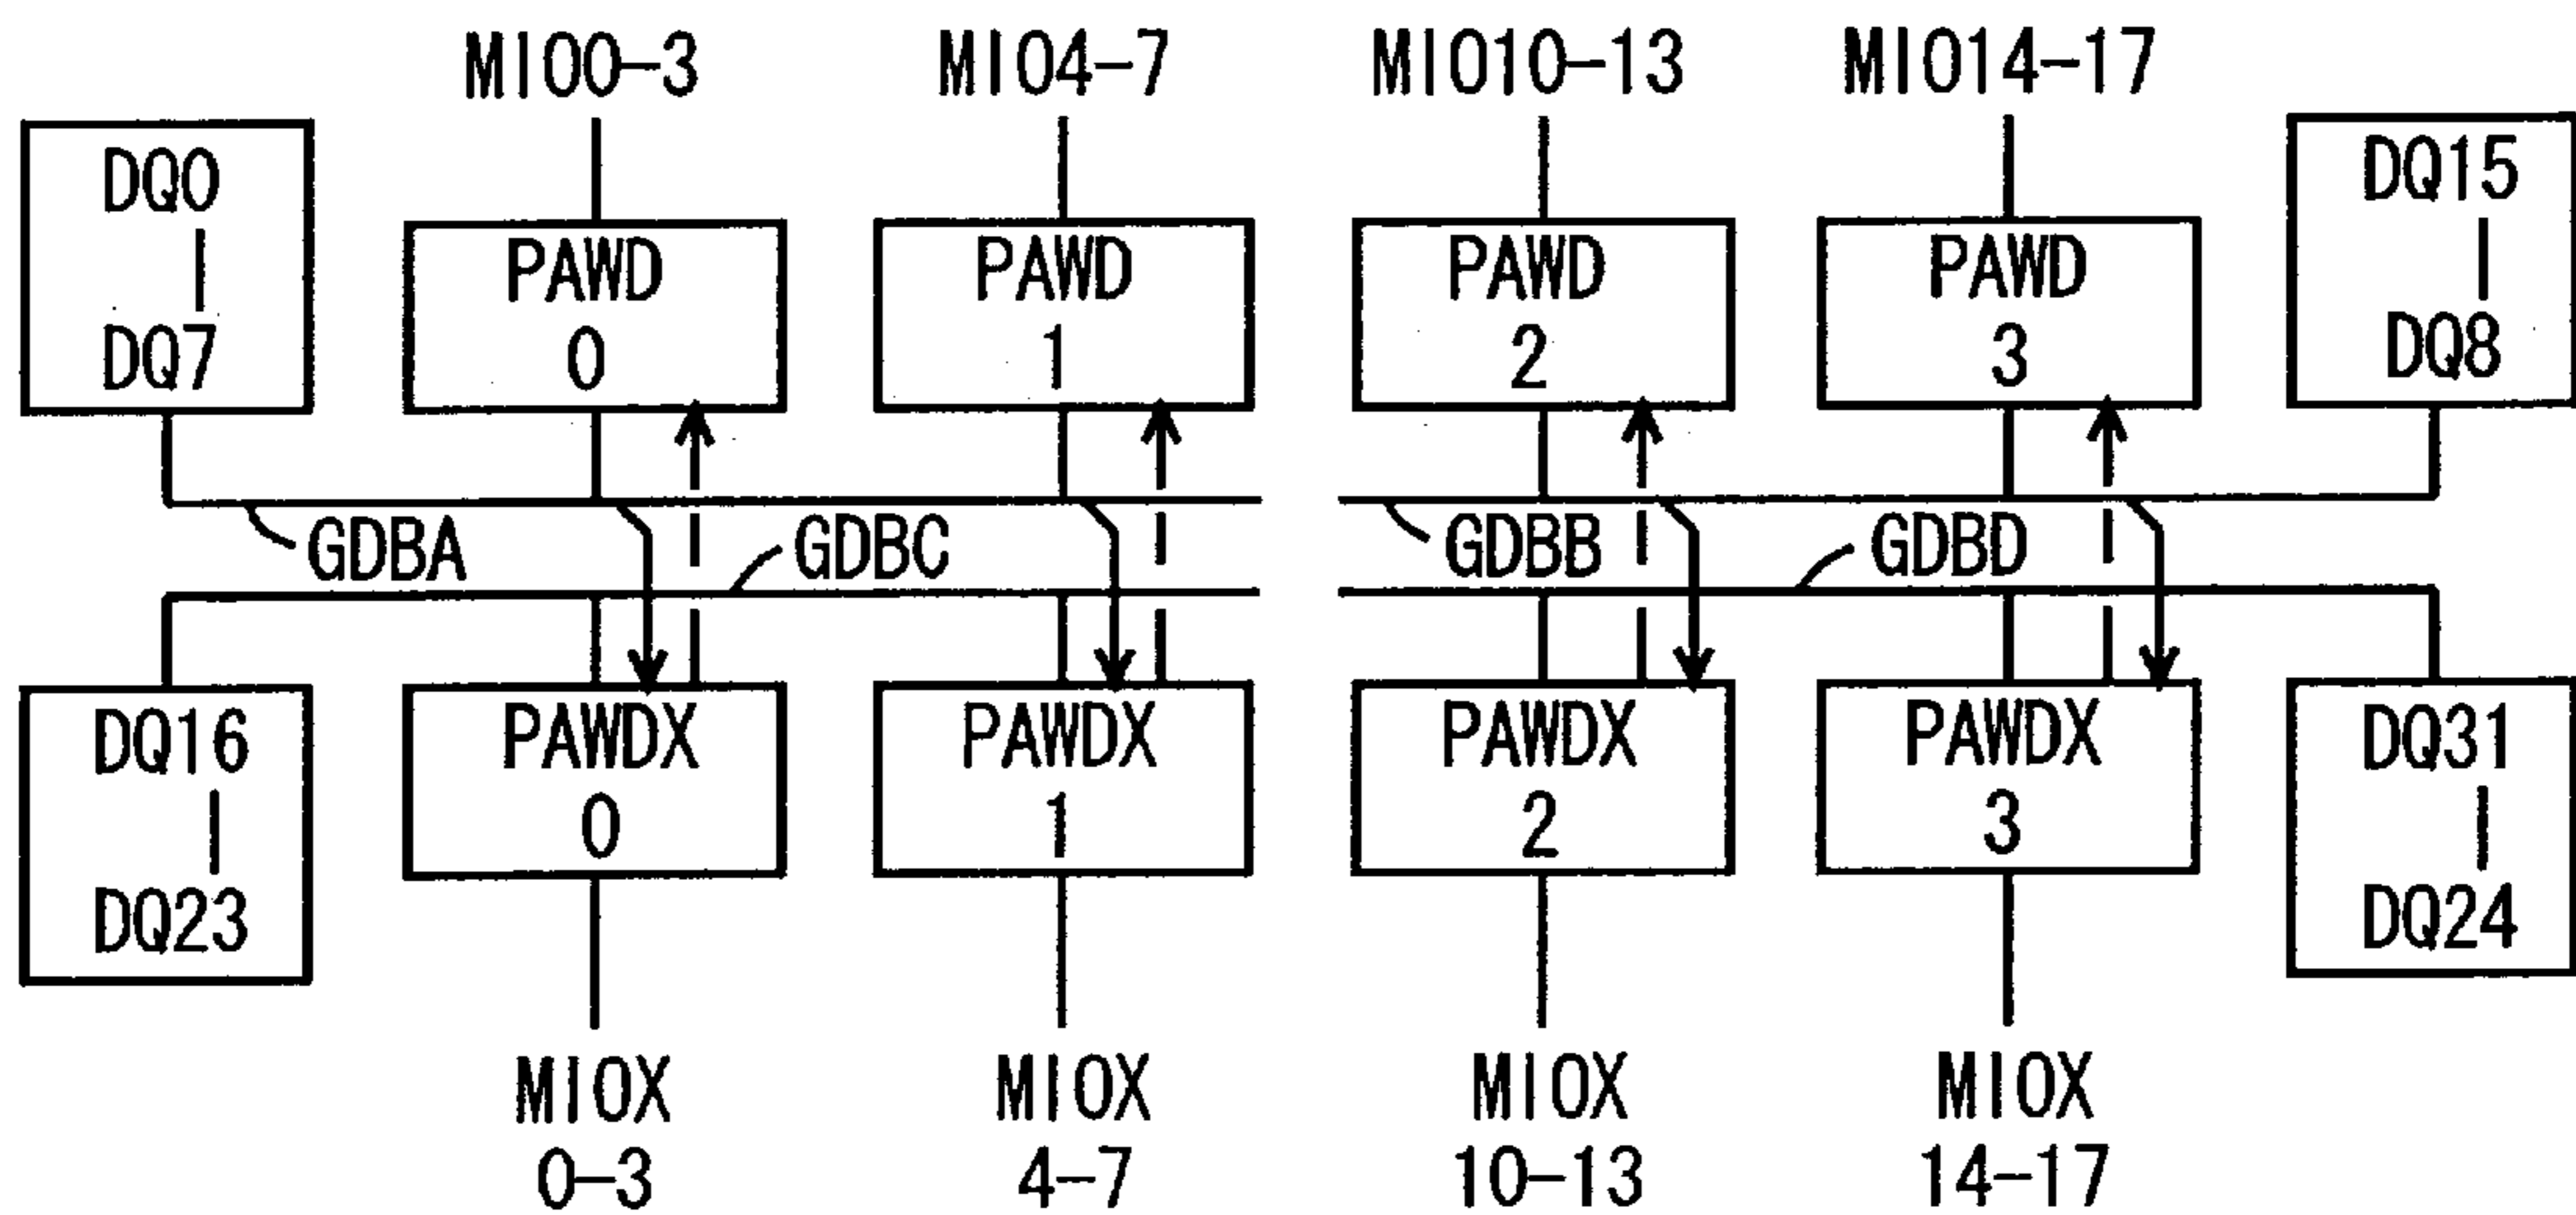 MIO0-3
MIO4-7
MIO10-13
MIO14-17
DQ0
DQ7
PAWD
0
PAWD
1
PAWD
2
PAWD
3
DQ15
DQ8
GDBA
GDBC
GDBB
GDBD
DQ16
DQ23
PAWDX
0
PAWDX
1
PAWDX
2
PAWDX
3
DQ31
DQ24
MIOX
0-3
MIOX
4-7
MIOX
10-13
MIOX
14-17